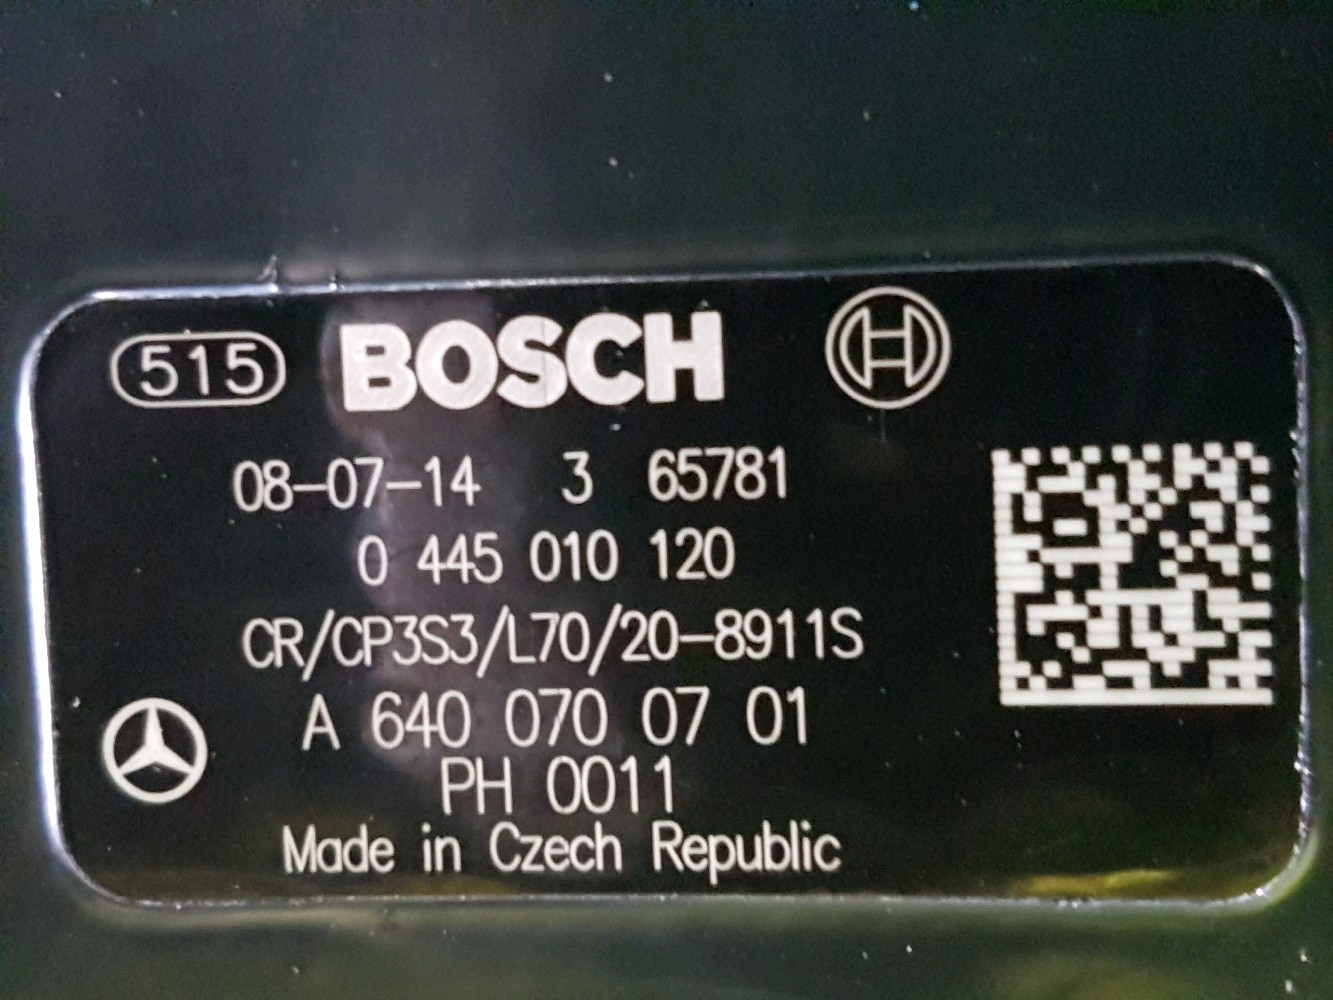 515 BOSCH
08-07-14 3 65781
0 445 010 120
CR/CP3S3/L70/20-8911S
A 640 070 07 01
PH 0011
Made in Czech Republic